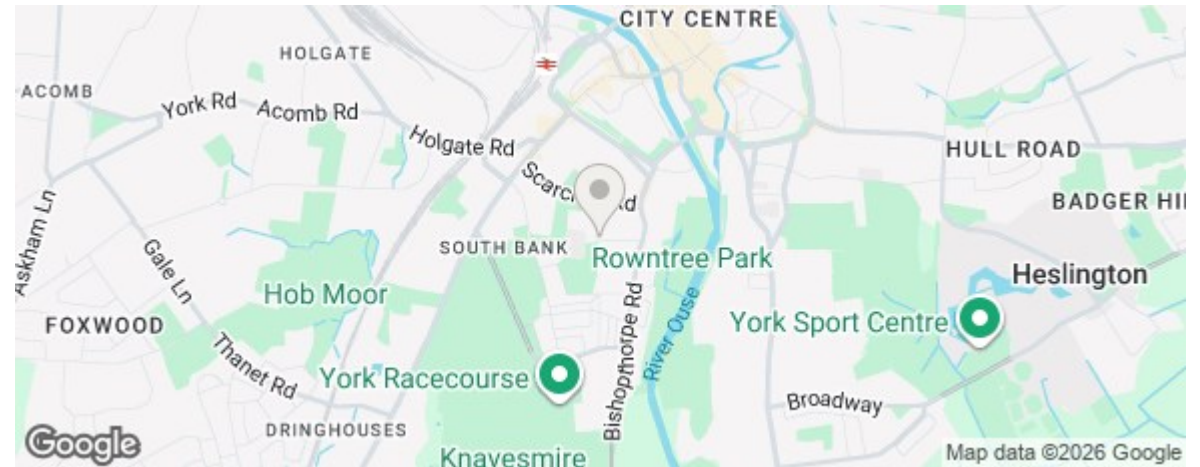 CITY CENTRE
HOLGATE
ACOMB
York Rd
Acomb Rd
Holgate Rd
HULL ROAD
Scarc
Rd
BADGER HI
Askham Ln
Gale Ln
SOUTH BANK
Rowntree Park
Heslington
Hob Moor
FOXWOOD
Bishopthorpe Rd
River Ouse
York Sport Centre
Thanet Rd
York Racecourse
Broadway
DRINGHOUSES
Knavesmire
Google
Map data ©2026 Google